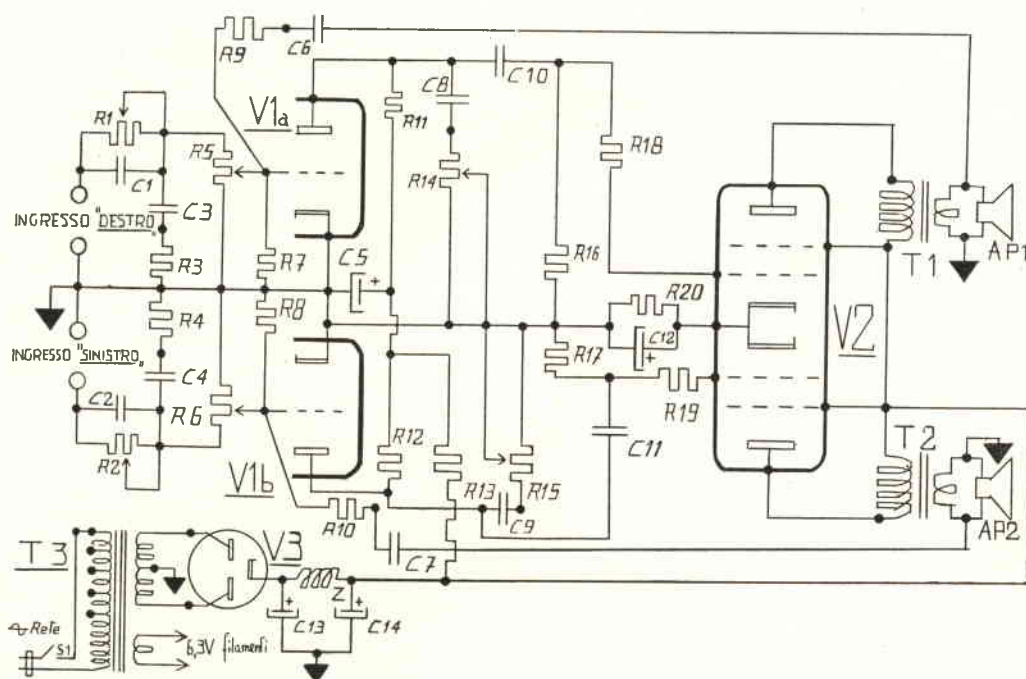 R9
C6
C10
C8
V1a
R11
R1
R5
R18
R14
C1
INGRESSO "DESTRO"
C3
AP1
T1
R3
R7
C5
+
R16
R20
R8
R4
C12
+
V2
INGRESSO "SINISTRO"
R17
C4
R19
C2
R6
T2
R12
C11
R2
R13
R15
V1b
R10
C9
AP2
T3
V3
C7
Z
+
C13
+
C14
Rete
S1
6,3V filamenti